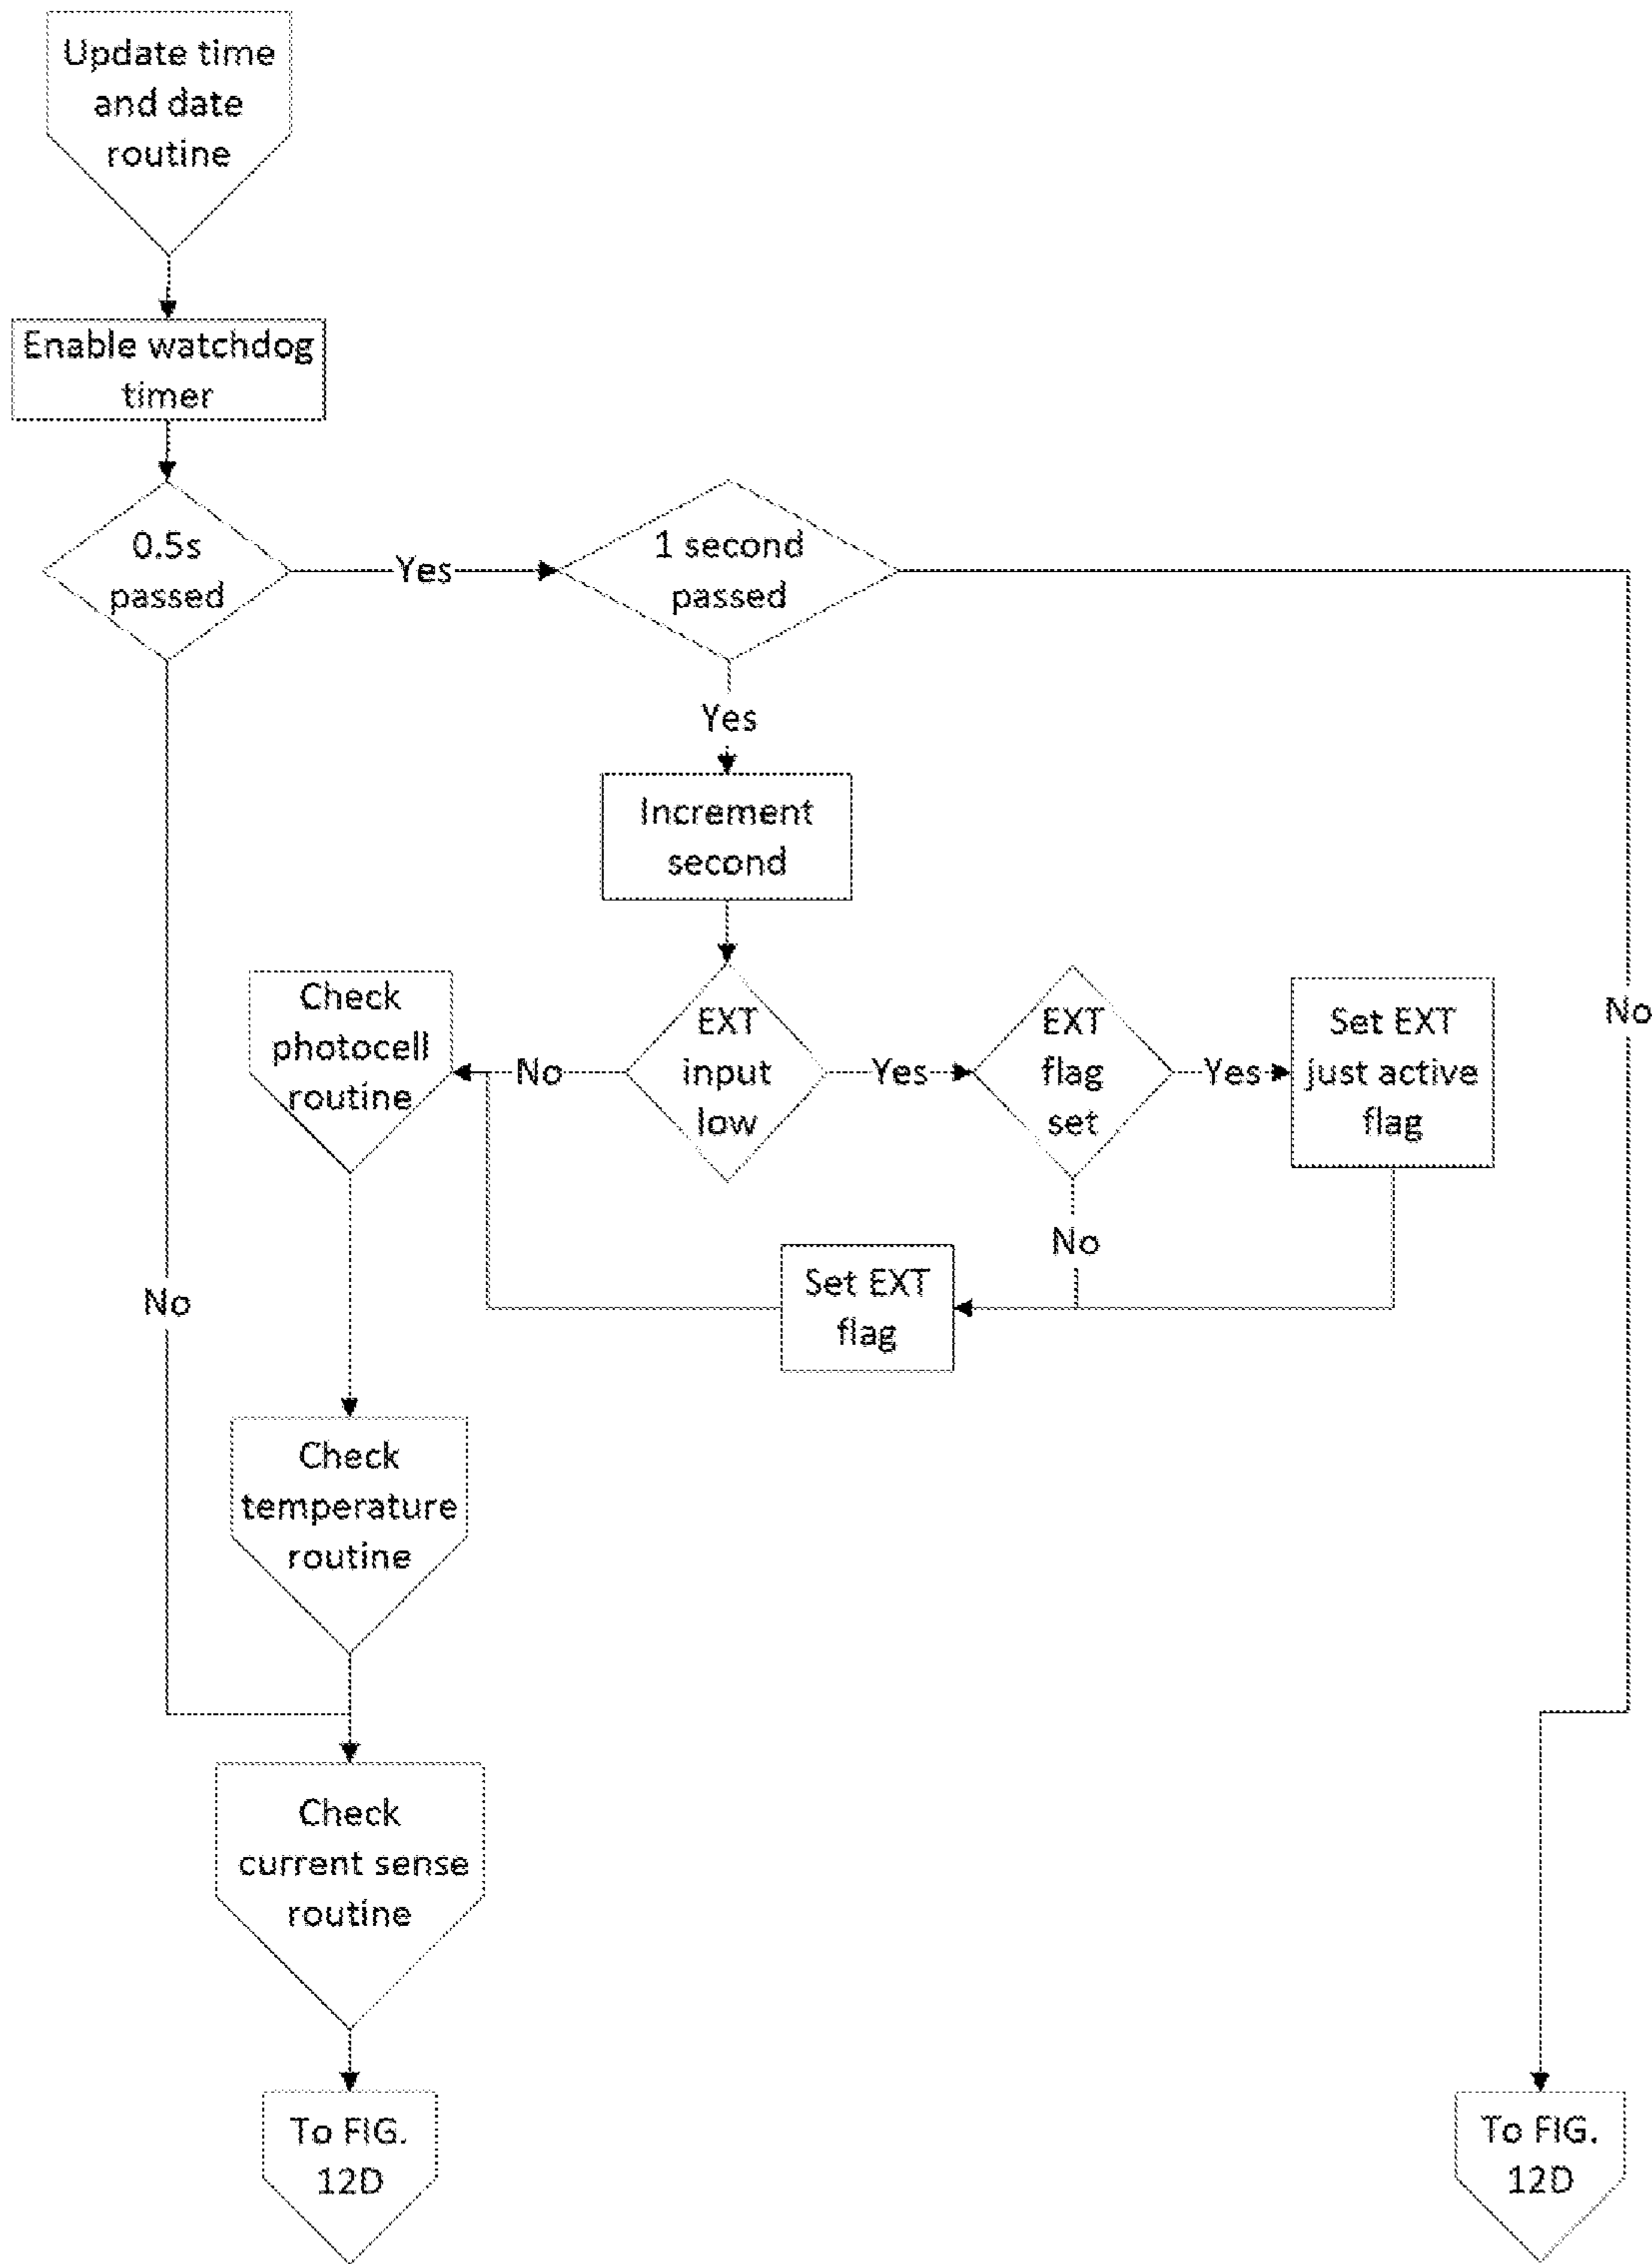 Update time
and date
routine
Enable watchdog
timer
0.5s
passed
Yes
1 second
passed
Yes
Increment
second
No
Check
photocell
routine
No
EXT
input
low
Yes
EXT
flag
set
Yes
Set EXT
just active
flag
No
Set EXT
flag
No
Check
temperature
routine
Check
current sense
routine
To FIG.
12D
To FIG.
12D